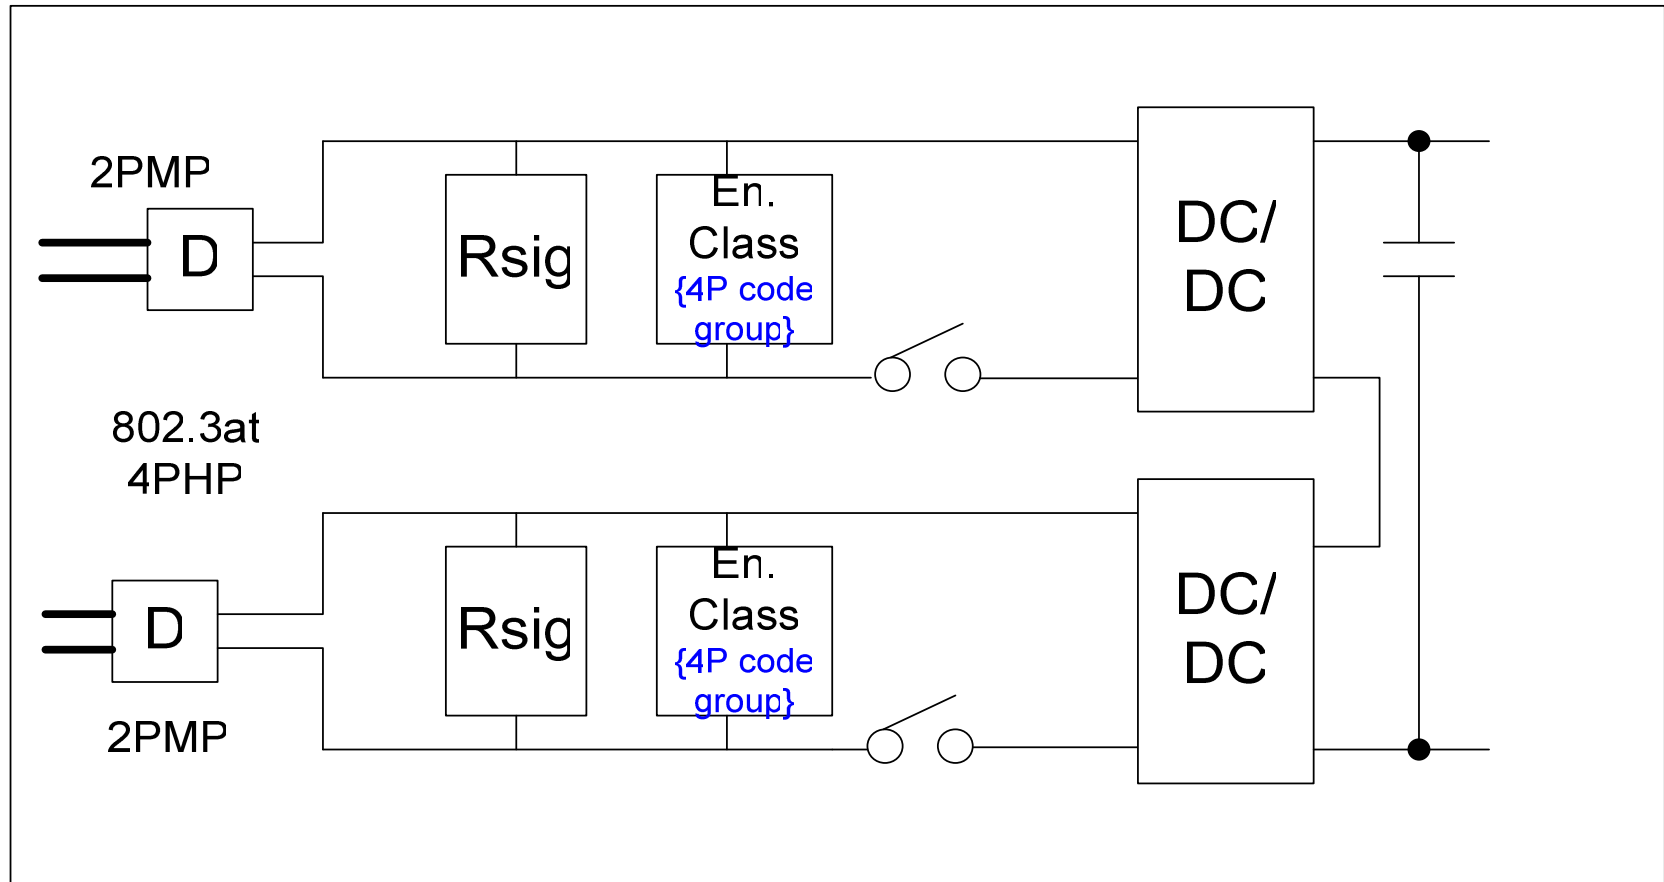 2PMP
D
Rsig
En.
Class
{4P code
group}
DC/
DC
802.3at
4PHP
D
2PMP
Rsig
En.
Class
{4P code
group}
DC/
DC